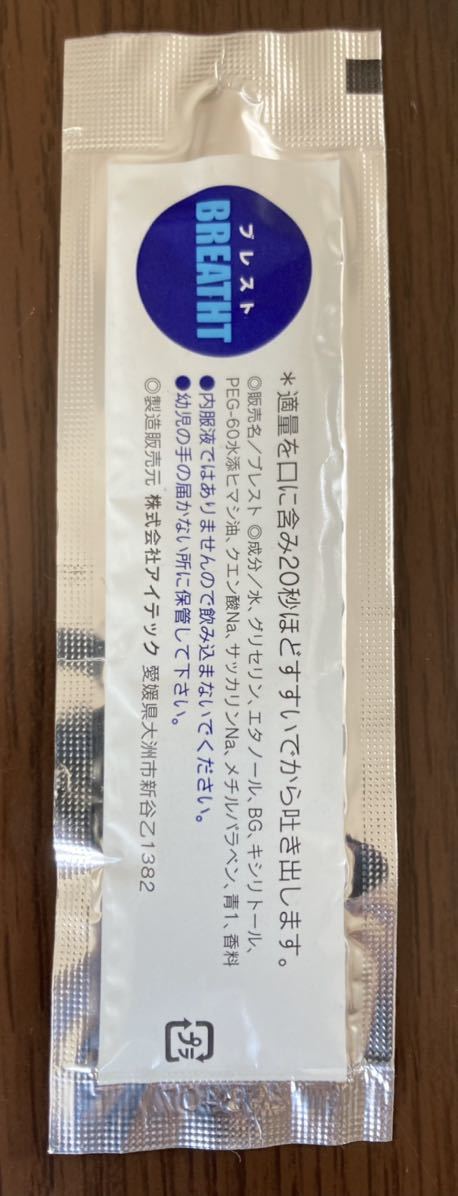 ブレスト
BREATHT
＊適量を口に含み20秒ほどすすいでから吐き出します。
◎販売名／ブレスト ◎成分／水、グリセリン、エタノール、BG、キシリトール、
PEG-60水添ヒマシ油、クエン酸Na、サッカリンNa、メチルパラベン、青1、香料
●内服液ではありませんので飲み込まないでください。
●幼児の手の届かない所に保管して下さい。
◎製造販売元 株式会社アイテック 愛媛県大洲市新谷乙1382
プラ